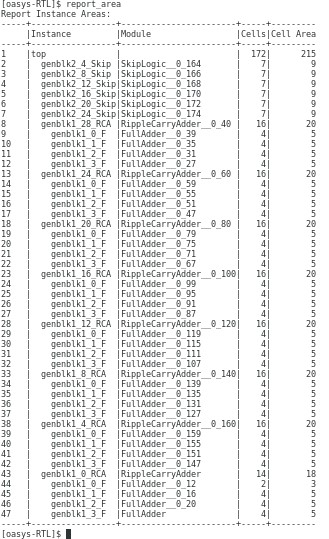 [oasys-RTL]$ report_area
Report Instance Areas:
-----+-----------------+-----------------------+-----+---------
     |Instance         |Module                 |Cells|Cell Area
-----+-----------------+-----------------------+-----+---------
1    |top              |                       |  172|      215
2    |  genblk2_4_Skip |SkipLogic__0_164       |    7|        9
3    |  genblk2_8_Skip |SkipLogic__0_166       |    7|        9
4    |  genblk2_12_Skip|SkipLogic__0_168       |    7|        9
5    |  genblk2_16_Skip|SkipLogic__0_170       |    7|        9
6    |  genblk2_20_Skip|SkipLogic__0_172       |    7|        9
7    |  genblk2_24_Skip|SkipLogic__0_174       |    7|        9
8    |  genblk1_28_RCA |RippleCarryAdder__0_40 |   16|       20
9    |    genblk1_0_F  |FullAdder__0_39        |    4|        5
10   |    genblk1_1_F  |FullAdder__0_35        |    4|        5
11   |    genblk1_2_F  |FullAdder__0_31        |    4|        5
12   |    genblk1_3_F  |FullAdder__0_27        |    4|        5
13   |  genblk1_24_RCA |RippleCarryAdder__0_60 |   16|       20
14   |    genblk1_0_F  |FullAdder__0_59        |    4|        5
15   |    genblk1_1_F  |FullAdder__0_55        |    4|        5
16   |    genblk1_2_F  |FullAdder__0_51        |    4|        5
17   |    genblk1_3_F  |FullAdder__0_47        |    4|        5
18   |  genblk1_20_RCA |RippleCarryAdder__0_80 |   16|       20
19   |    genblk1_0_F  |FullAdder__0_79        |    4|        5
20   |    genblk1_1_F  |FullAdder__0_75        |    4|        5
21   |    genblk1_2_F  |FullAdder__0_71        |    4|        5
22   |    genblk1_3_F  |FullAdder__0_67        |    4|        5
23   |  genblk1_16_RCA |RippleCarryAdder__0_100|   16|       20
24   |    genblk1_0_F  |FullAdder__0_99        |    4|        5
25   |    genblk1_1_F  |FullAdder__0_95        |    4|        5
26   |    genblk1_2_F  |FullAdder__0_91        |    4|        5
27   |    genblk1_3_F  |FullAdder__0_87        |    4|        5
28   |  genblk1_12_RCA |RippleCarryAdder__0_120|   16|       20
29   |    genblk1_0_F  |FullAdder__0_119       |    4|        5
30   |    genblk1_1_F  |FullAdder__0_115       |    4|        5
31   |    genblk1_2_F  |FullAdder__0_111       |    4|        5
32   |    genblk1_3_F  |FullAdder__0_107       |    4|        5
33   |  genblk1_8_RCA  |RippleCarryAdder__0_140|   16|       20
34   |    genblk1_0_F  |FullAdder__0_139       |    4|        5
35   |    genblk1_1_F  |FullAdder__0_135       |    4|        5
36   |    genblk1_2_F  |FullAdder__0_131       |    4|        5
37   |    genblk1_3_F  |FullAdder__0_127       |    4|        5
38   |  genblk1_4_RCA  |RippleCarryAdder__0_160|   16|       20
39   |    genblk1_0_F  |FullAdder__0_159       |    4|        5
40   |    genblk1_1_F  |FullAdder__0_155       |    4|        5
41   |    genblk1_2_F  |FullAdder__0_151       |    4|        5
42   |    genblk1_3_F  |FullAdder__0_147       |    4|        5
43   |  genblk1_0_RCA  |RippleCarryAdder       |   14|       18
44   |    genblk1_0_F  |FullAdder__0_12        |    2|        3
45   |    genblk1_1_F  |FullAdder__0_16        |    4|        5
46   |    genblk1_2_F  |FullAdder__0_20        |    4|        5
47   |    genblk1_3_F  |FullAdder              |    4|        5
-----+-----------------+-----------------------+-----+---------
[oasys-RTL]$